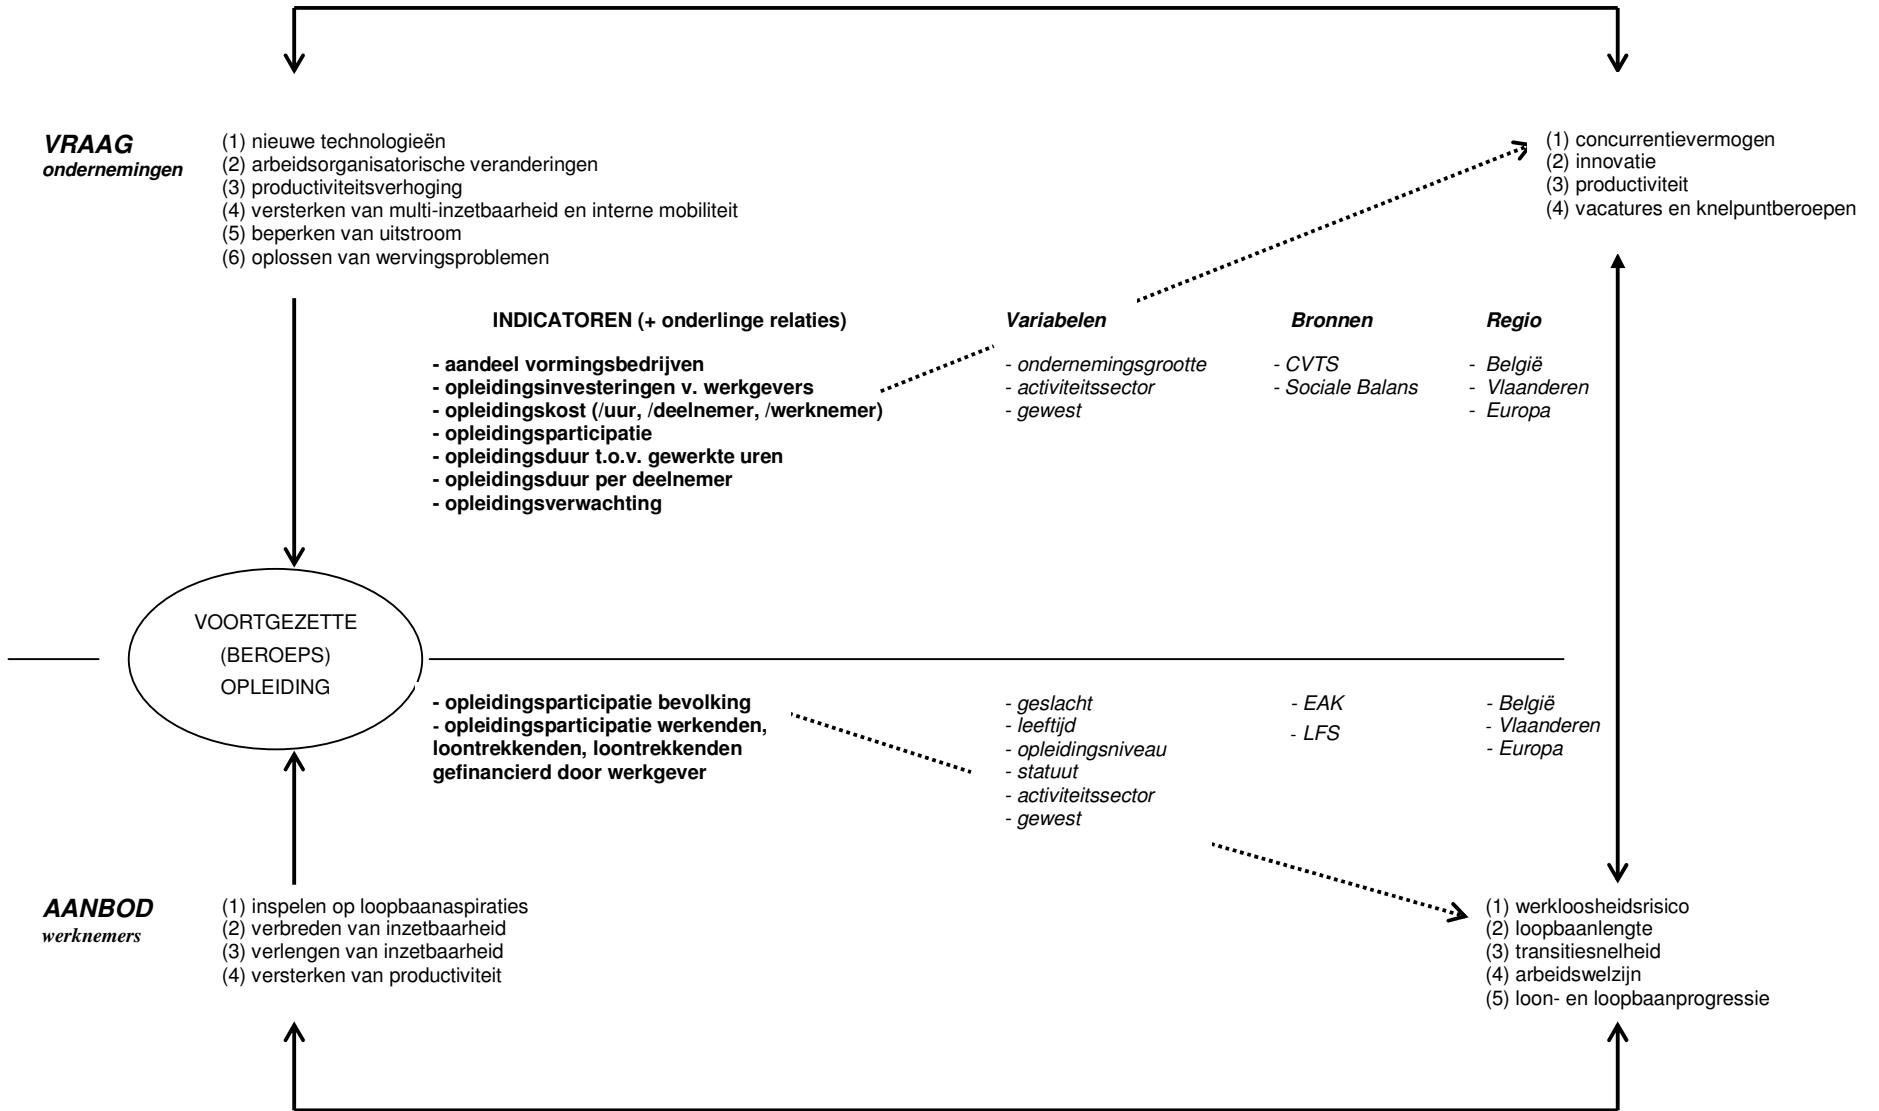 VRAAG
ondernemingen
(1) nieuwe technologieën
(2) arbeidsorganisatorische veranderingen
(3) productiviteitsverhoging
(4) versterken van multi-inzetbaarheid en interne mobiliteit
(5) beperken van uitstroom
(6) oplossen van wervingsproblemen
(1) concurrentievermogen
(2) innovatie
(3) productiviteit
(4) vacatures en knelpuntberoepen
INDICATOREN (+ onderlinge relaties)
- aandeel vormingsbedrijven
- opleidingsinvesteringen v. werkgevers
- opleidingskost (/uur, /deelnemer, /werknemer)
- opleidingsparticipatie
- opleidingsduur t.o.v. gewerkte uren
- opleidingsduur per deelnemer
- opleidingsverwachting
Variabelen
- ondernemingsgrootte
- activiteitssector
- gewest
Bronnen
- CVTS
- Sociale Balans
Regio
- België
- Vlaanderen
- Europa
VOORTGEZETTE
(BEROEPS)
OPLEIDING
- opleidingsparticipatie bevolking
- opleidingsparticipatie werkenden,
loontrekkenden, loontrekkenden
gefinancierd door werkgever
- geslacht
- leeftijd
- opleidingsniveau
- statuut
- activiteitssector
- gewest
- EAK
- LFS
- België
- Vlaanderen
- Europa
AANBOD
werknemers
(1) inspelen op loopbaanaspiraties
(2) verbreden van inzetbaarheid
(3) verlengen van inzetbaarheid
(4) versterken van productiviteit
(1) werkloosheidsrisico
(2) loopbaanlengte
(3) transitiesnelheid
(4) arbeidswelzijn
(5) loon- en loopbaanprogressie